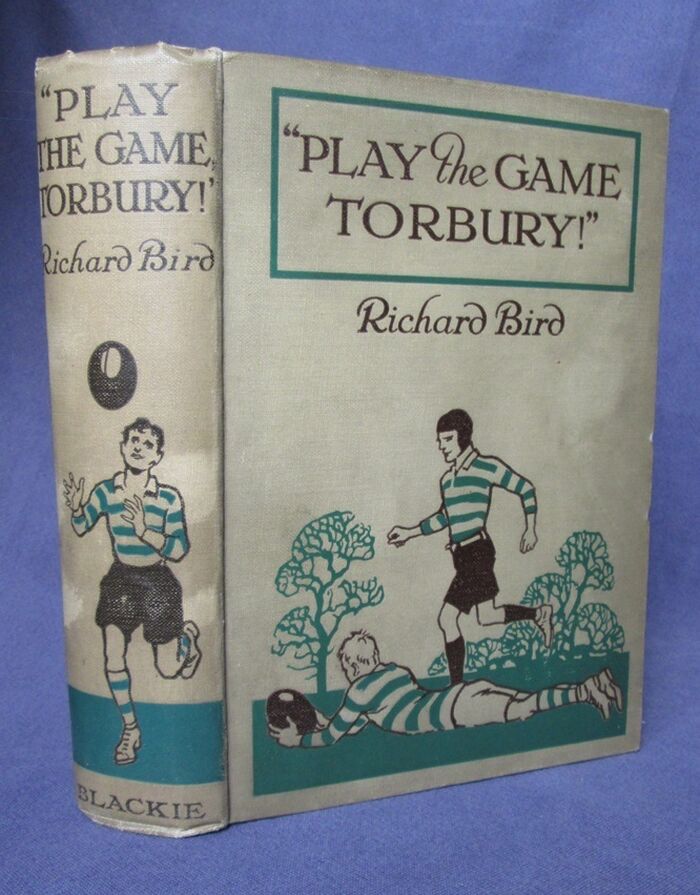 "PLAY
THE GAME,
TORBURY!"
Richard Bird
BLACKIE
"PLAY the GAME
TORBURY!"
Richard Bird